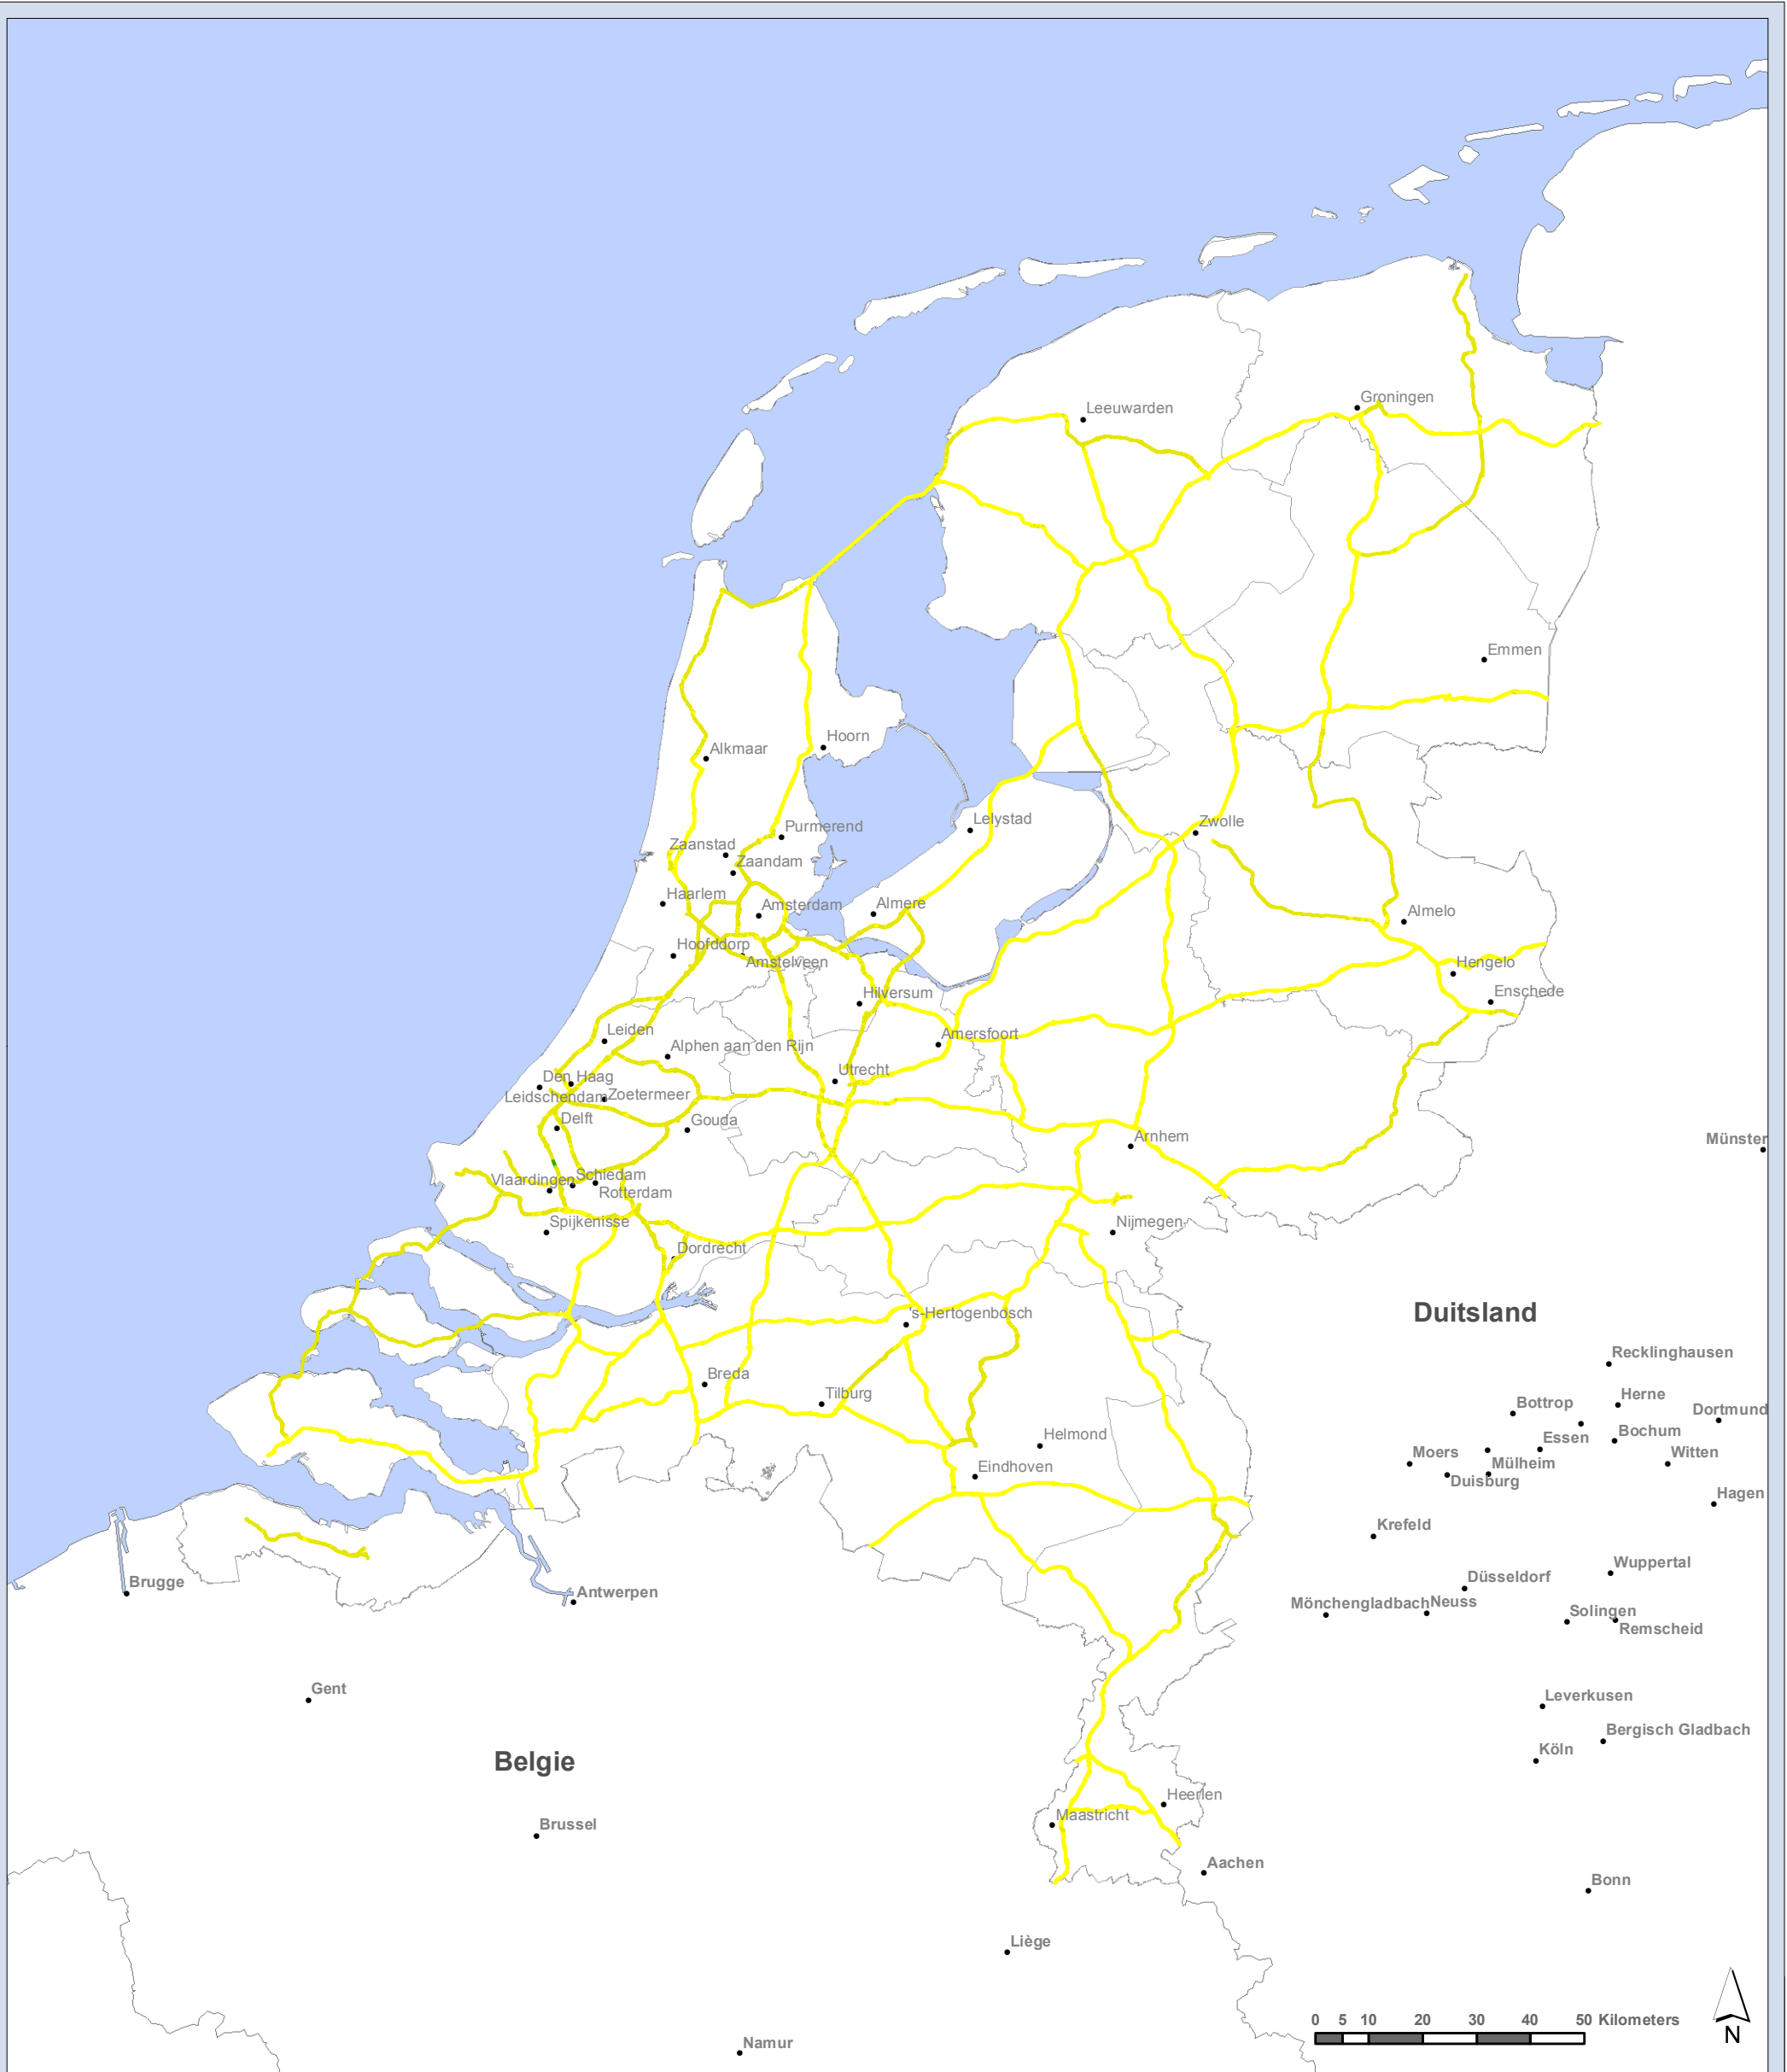 Groningen
Leeuwarden
Emmen
Hoorn
Alkmaar
Lelystad
Zwolle
Purmerend
Zaanstad
Zaandam
Haarlem
Amsterdam
Almere
Almelo
Hoofddorp
Amstelveen
Hengelo
Hilversum
Enschede
Leiden
Amersfoort
Alphen aan den Rijn
Utrecht
Den Haag
Leidschendam
Zoetermeer
Delft
Gouda
Arnhem
Münster
Schiedam
Vlaardingen
Rotterdam
Spijkenisse
Nijmegen
Dordrecht
's-Hertogenbosch
Duitsland
Recklinghausen
Breda
Tilburg
Herne
Bottrop
Dortmund
Helmond
Essen
Bochum
Moers
Mülheim
Witten
Eindhoven
Duisburg
Hagen
Krefeld
Wuppertal
Düsseldorf
Brugge
Antwerpen
Mönchengladbach
Neuss
Solingen
Remscheid
Gent
Leverkusen
Bergisch Gladbach
Belgie
Köln
Heerlen
Maastricht
Brussel
Aachen
Bonn
Liège
0 5 10 20 30 40 50 Kilometers
N
Namur